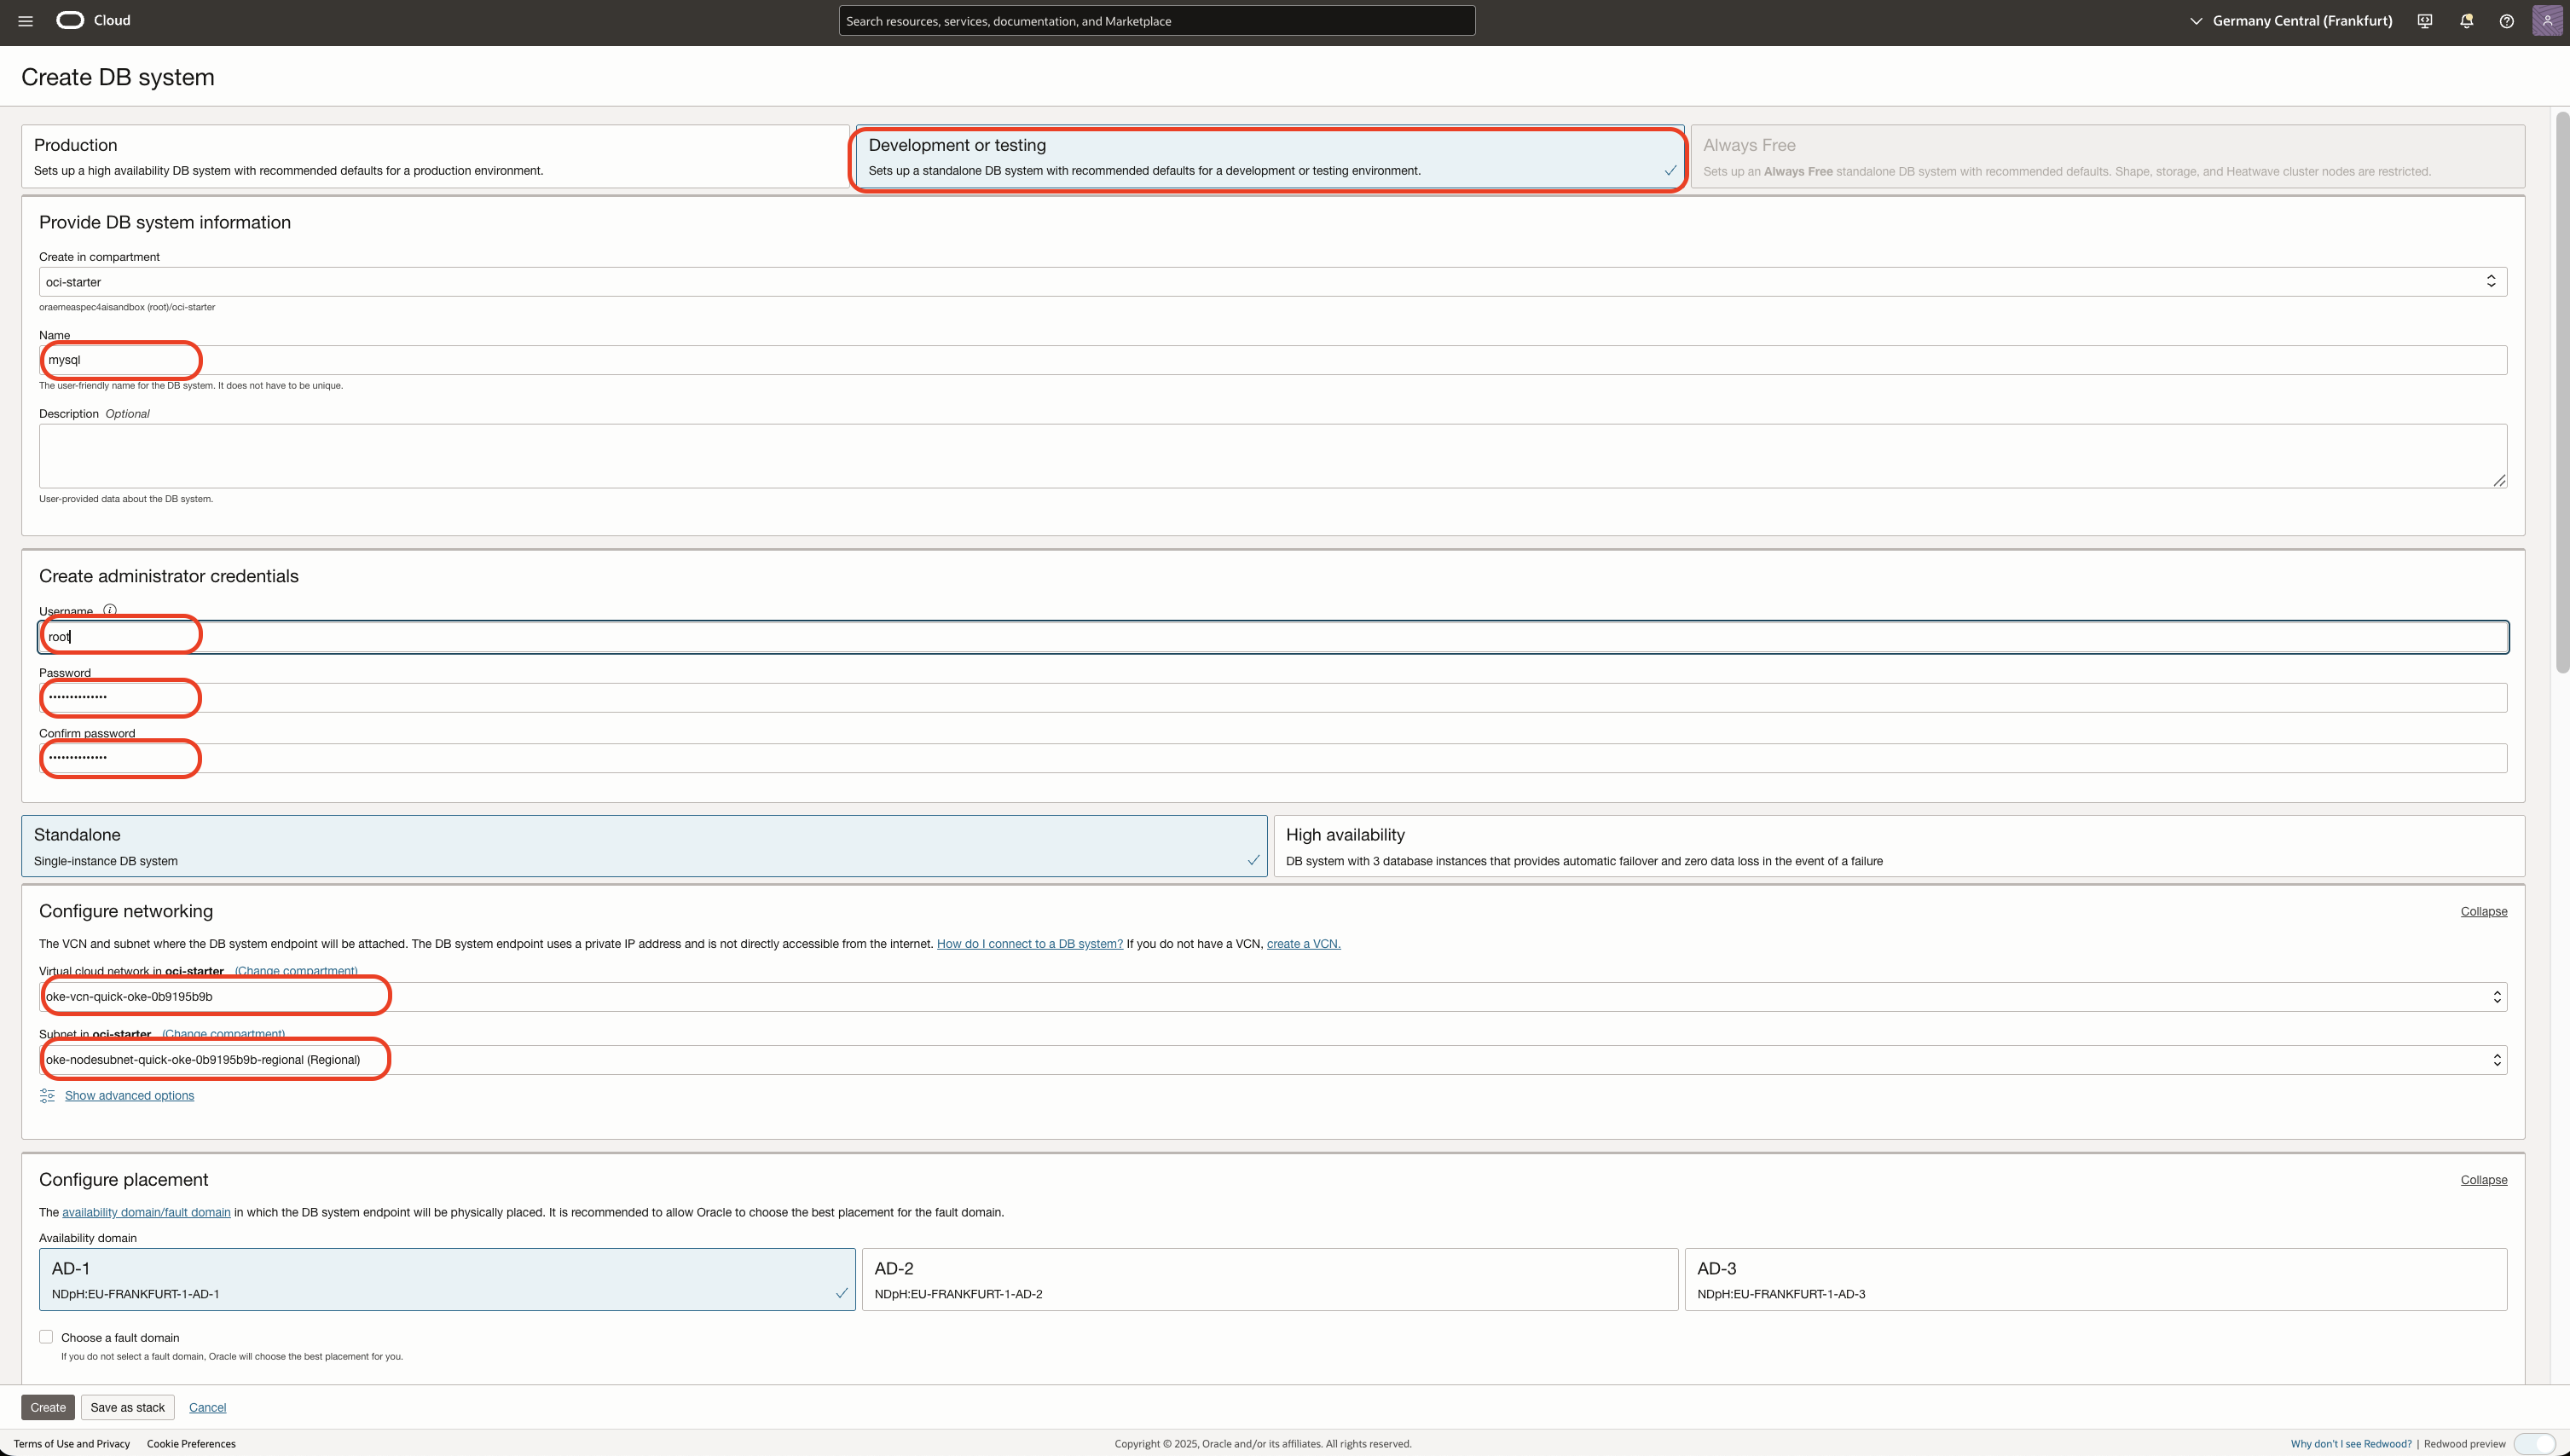 Cloud
Search resources, services, documentation, and Marketplace
Germany Central (Frankfurt)
Create DB system
Production
Sets up a high availability DB system with recommended defaults for a production environment.
Development or testing
Sets up a standalone DB system with recommended defaults for a development or testing environment.
Always Free
Sets up an Always Free standalone DB system with recommended defaults. Shape, storage, and Heatwave cluster nodes are restricted.
Provide DB system information
Create in compartment
oci-starter
oraemeaspec4aisandbox (root)/oci-starter
Name
mysql
The user-friendly name for the DB system. It does not have to be unique.
Description Optional
User-provided data about the DB system.
Create administrator credentials
Username
root
Password
••••••••••••••
Confirm password
••••••••••••••
Standalone
Single-instance DB system
High availability
DB system with 3 database instances that provides automatic failover and zero data loss in the event of a failure
Configure networking
Collapse
The VCN and subnet where the DB system endpoint will be attached. The DB system endpoint uses a private IP address and is not directly accessible from the internet. How do I connect to a DB system? If you do not have a VCN, create a VCN.
Virtual cloud network in oci-starter (Change compartment)
oke-vcn-quick-oke-0b9195b9b
Subnet in oci-starter (Change compartment)
oke-nodesubnet-quick-oke-0b9195b9b-regional (Regional)
Show advanced options
Configure placement
Collapse
The availability domain/fault domain in which the DB system endpoint will be physically placed. It is recommended to allow Oracle to choose the best placement for the fault domain.
Availability domain
AD-1
NDpH:EU-FRANKFURT-1-AD-1
AD-2
NDpH:EU-FRANKFURT-1-AD-2
AD-3
NDpH:EU-FRANKFURT-1-AD-3
Choose a fault domain
If you do not select a fault domain, Oracle will choose the best placement for you.
Create
Save as stack
Cancel
Terms of Use and Privacy
Cookie Preferences
Copyright © 2025, Oracle and/or its affiliates. All rights reserved.
Why don't I see Redwood? | Redwood preview